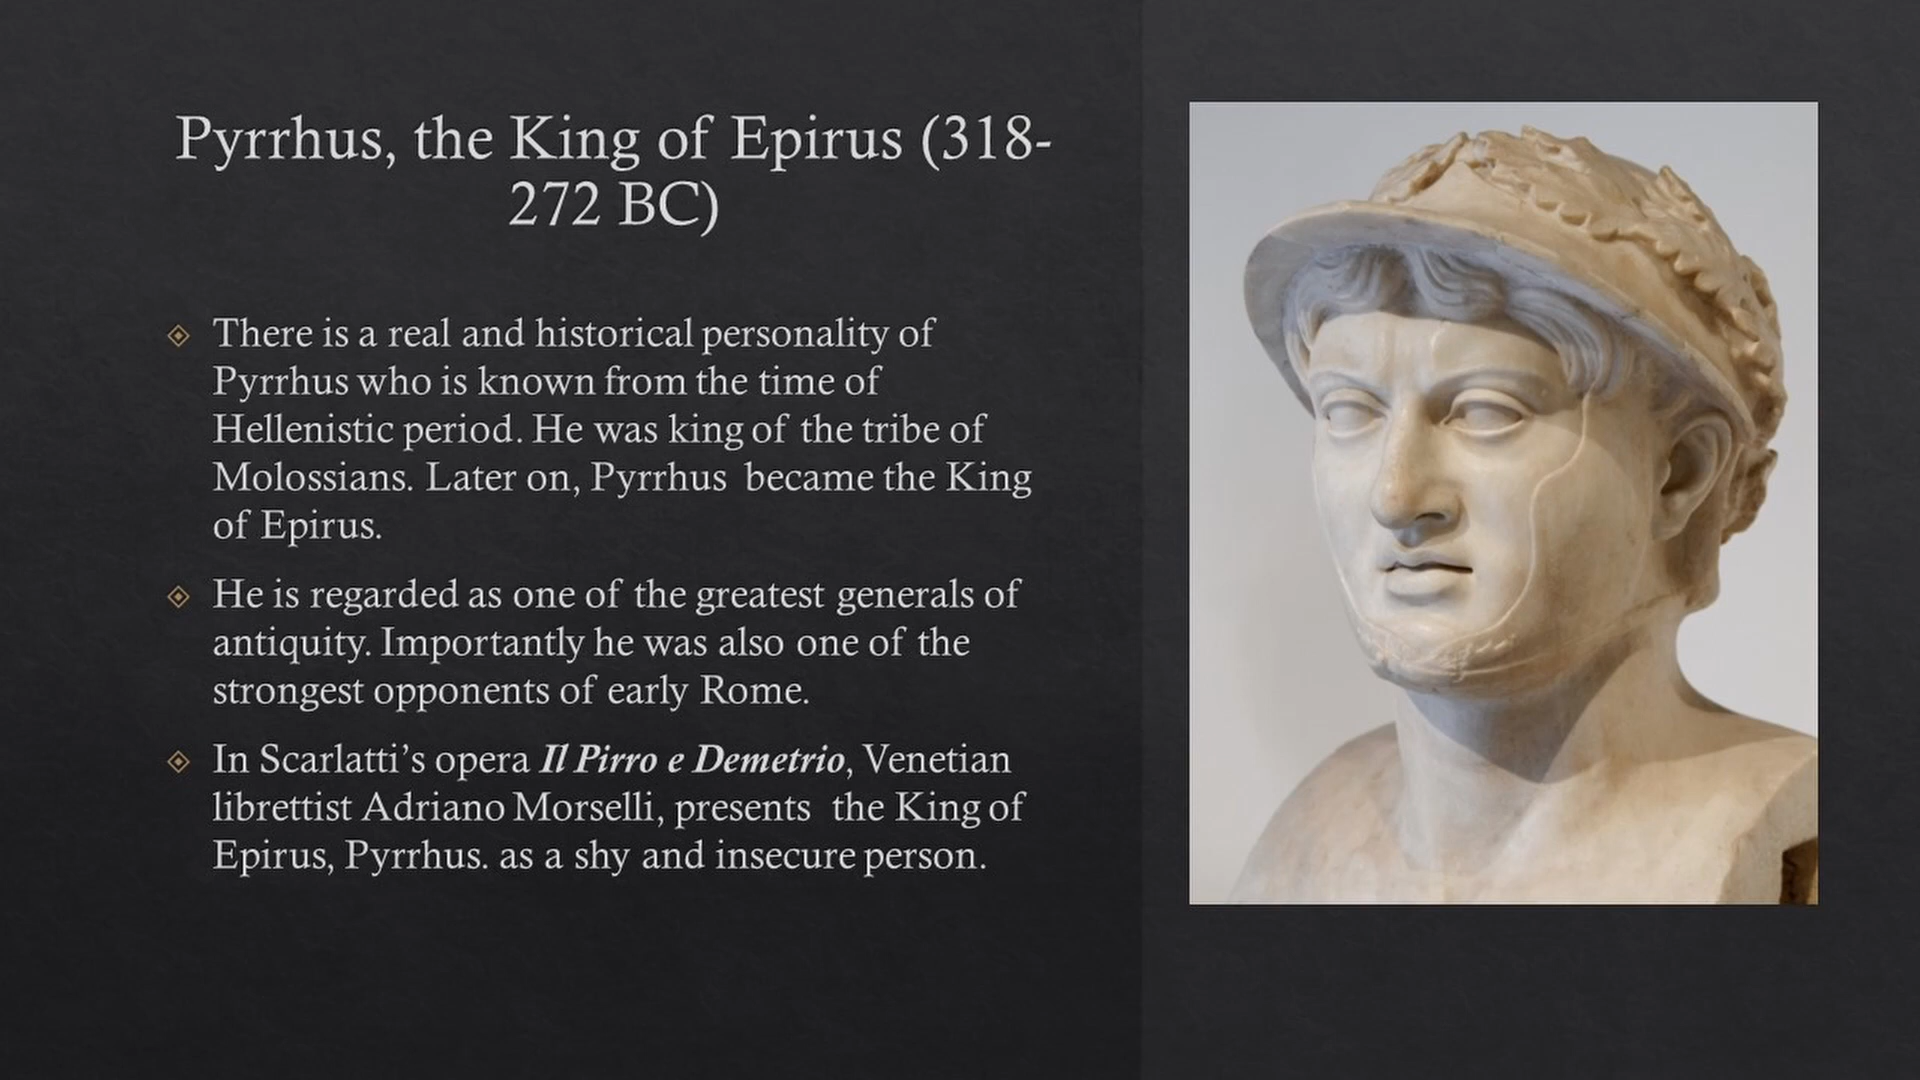 Pyrrhus, the King of Epirus (318-
272 BC)
There is a real and historical personality of
Pyrrhus who is known from the time of
Hellenistic period. He was king of the tribe of
Molossians. Later on, Pyrrhus  became the King
of Epirus.
He is regarded as one of the greatest generals of
antiquity. Importantly he was also one of the
strongest opponents of early Rome.
In Scarlatti’s opera Il Pirro e Demetrio, Venetian
librettist Adriano Morselli, presents  the King of
Epirus, Pyrrhus. as a shy and insecure person.